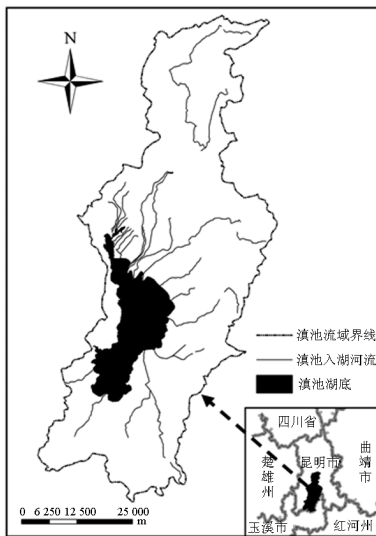 N
滇池流域界线
滇池入湖河流
滇池湖底
四川省
曲靖市
昆明市
楚雄州
玉溪市
红河州
0 6 250 12 500 25 000
m